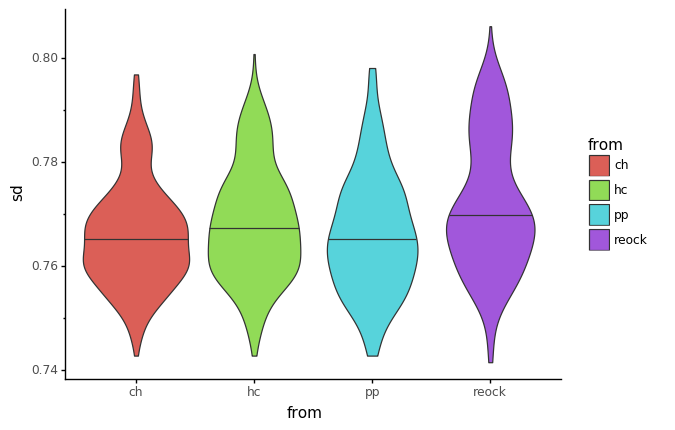 0.80
0.78
0.76
0.74
sd
ch
hc
pp
reock
from
from
ch
hc
pp
reock